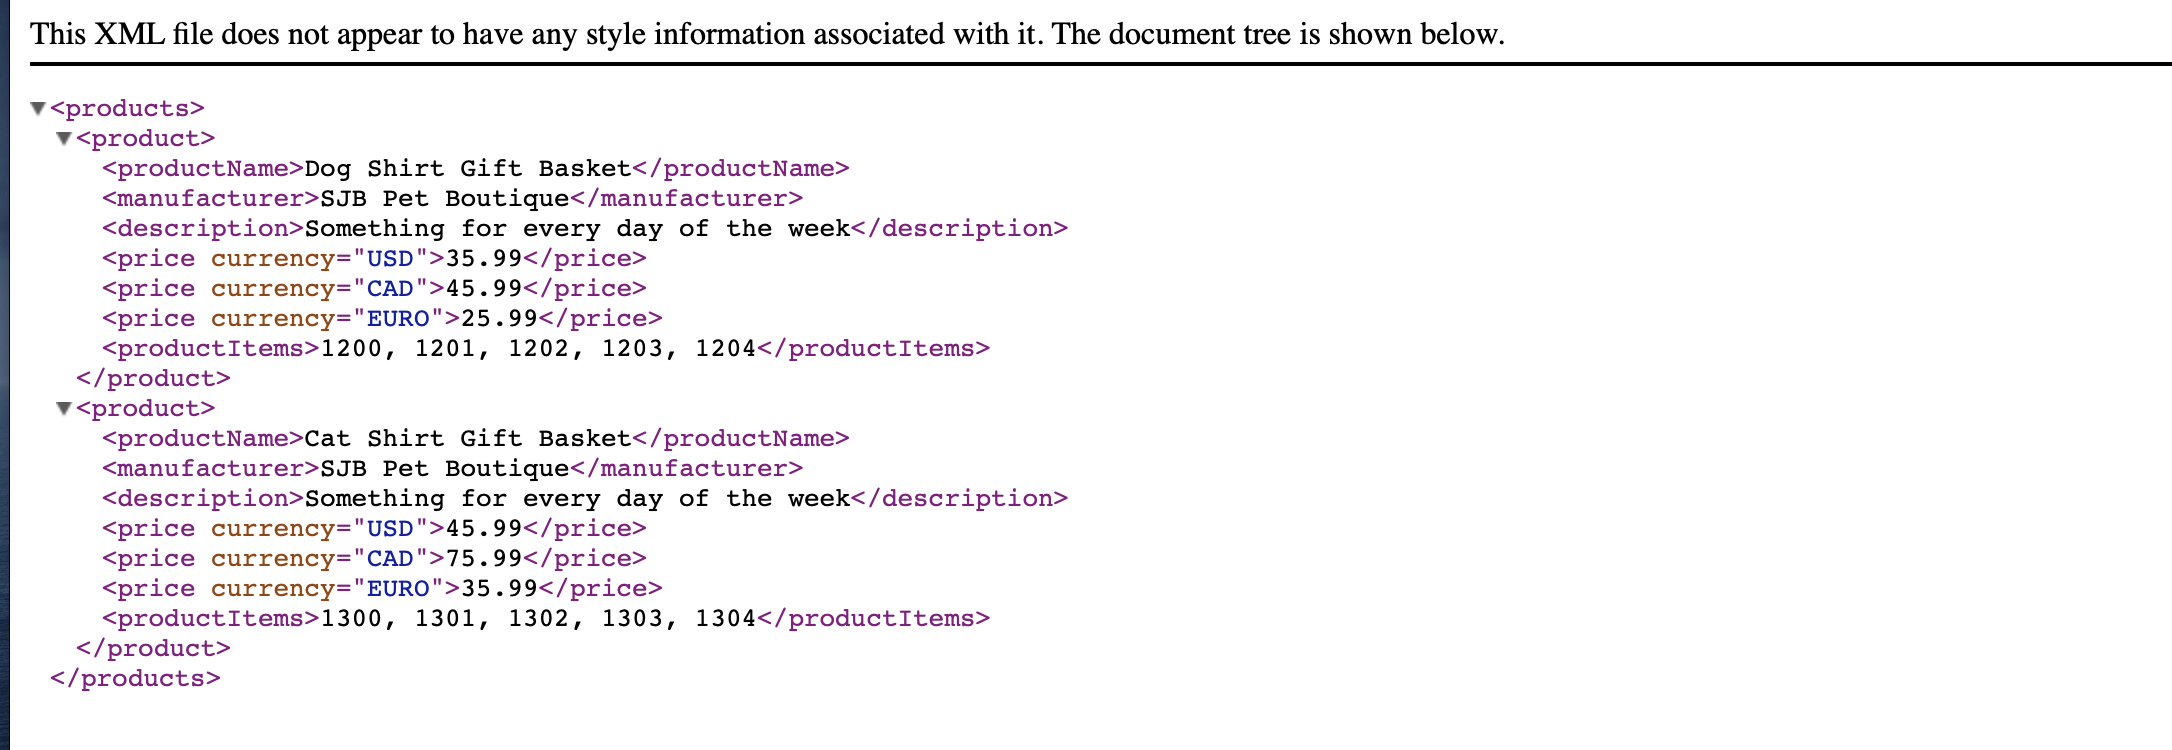 This XML file does not appear to have any style information associated with it. The document tree is shown below.
<products>
<product>
<productName>Dog Shirt Gift Basket</productName>
<manufacturer>SJB Pet Boutique</manufacturer>
<description>Something for every day of the week</description>
<price currency="USD">35.99</price>
<price currency="CAD">45.99</price>
<price currency="EURO">25.99</price>
<productItems>1200, 1201, 1202, 1203, 1204</productItems>
</product>
<product>
<productName>Cat Shirt Gift Basket</productName>
<manufacturer>SJB Pet Boutique</manufacturer>
<description>Something for every day of the week</description>
<price currency="USD">45.99</price>
<price currency="CAD">75.99</price>
<price currency="EURO">35.99</price>
<productItems>1300, 1301, 1302, 1303, 1304</productItems>
</product>
</products>